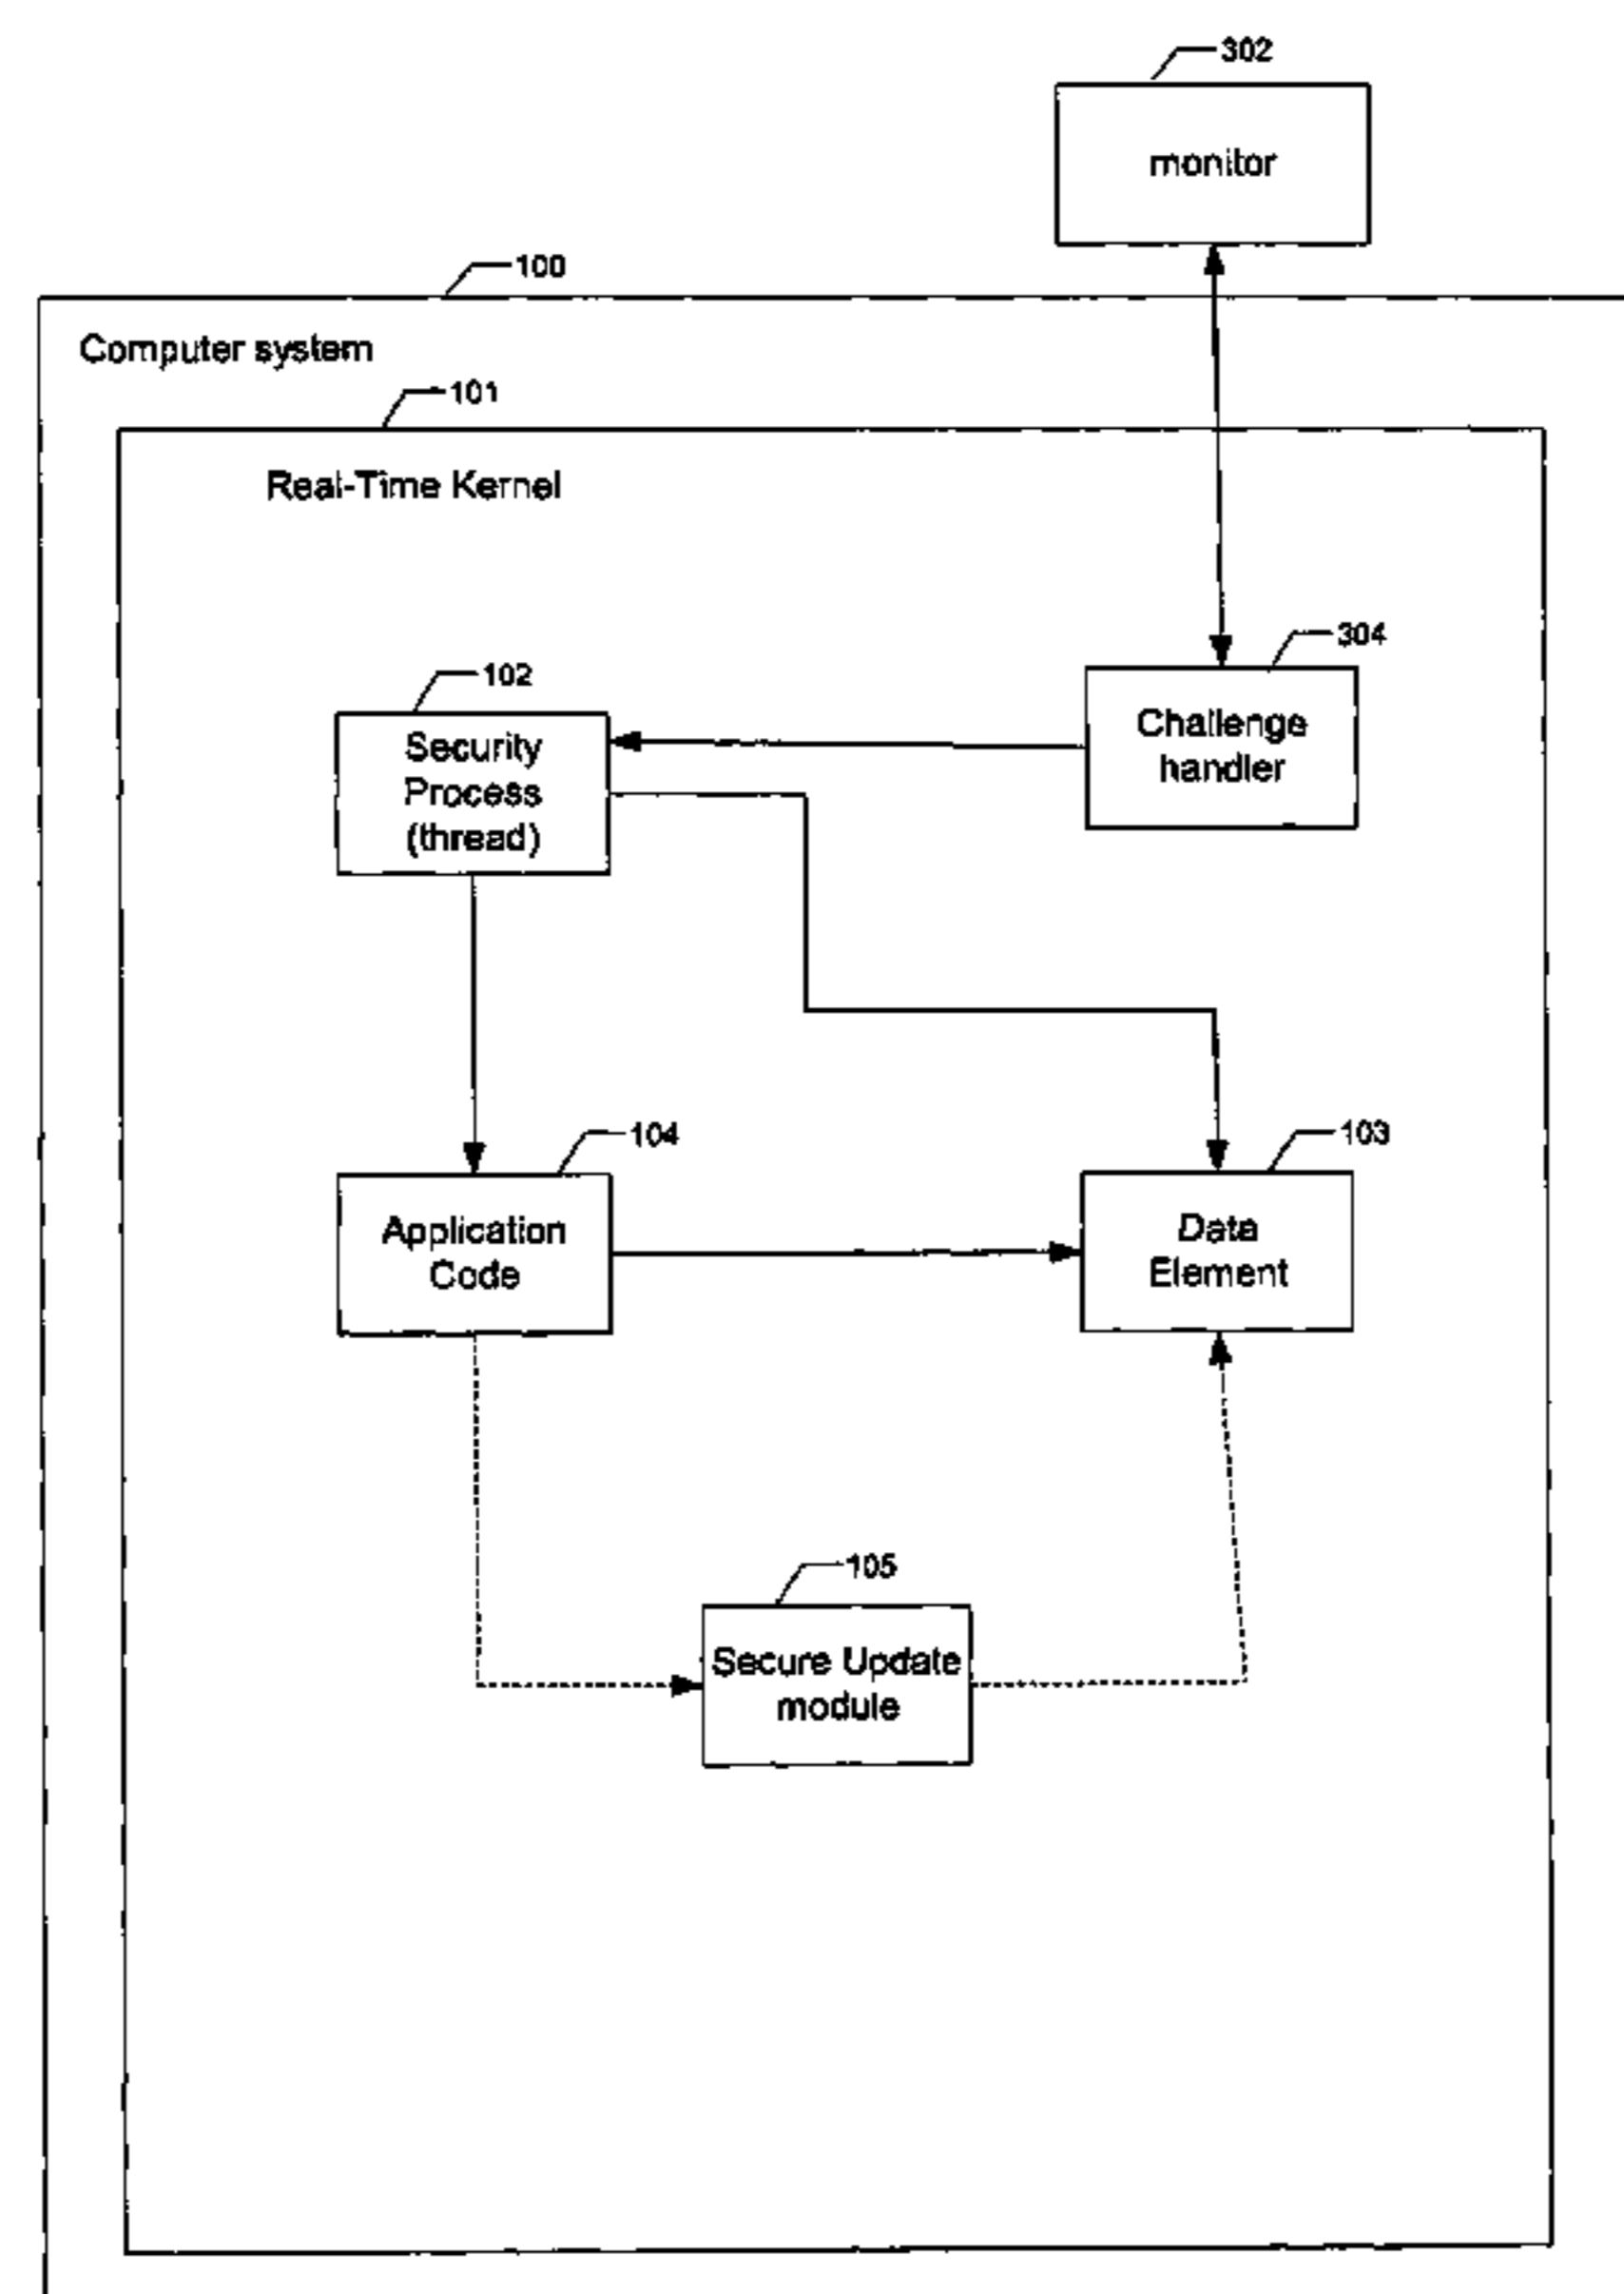 302
monitor
100
Computer system
101
Real-Time Kernel
304
102
Challenge
handler
Security
Process
(thread)
104
103
Application
Code
Data
Element
105
Secure Update
module